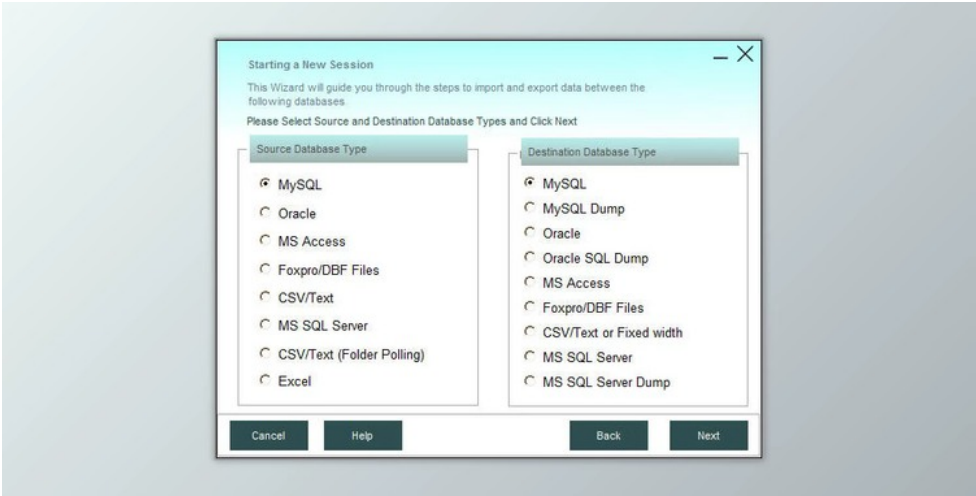 Starting a New Session
This Wizard will guide you through the steps to import and export data between the
following databases.
Please Select Source and Destination Database Types and Click Next
Source Database Type
MySQL
Oracle
MS Access
Foxpro/DBF Files
CSV/Text
MS SQL Server
CSV/Text (Folder Polling)
Excel
Destination Database Type
MySQL
MySQL Dump
Oracle
Oracle SQL Dump
MS Access
Foxpro/DBF Files
CSV/Text or Fixed width
MS SQL Server
MS SQL Server Dump
Cancel
Help
Back
Next